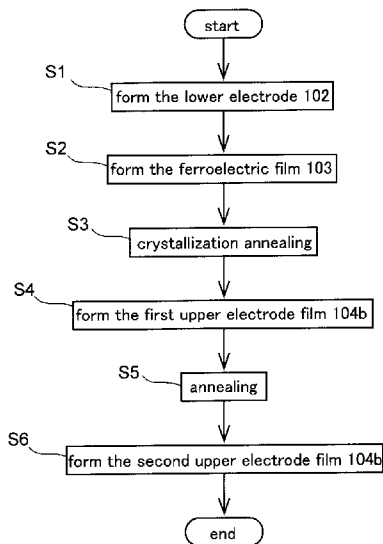 start
S1
form the lower electrode 102
S2
form the ferroelectric film 103
S3
crystallization annealing
S4
form the first upper electrode film 104b
S5
annealing
S6
form the second upper electrode film 104b
end